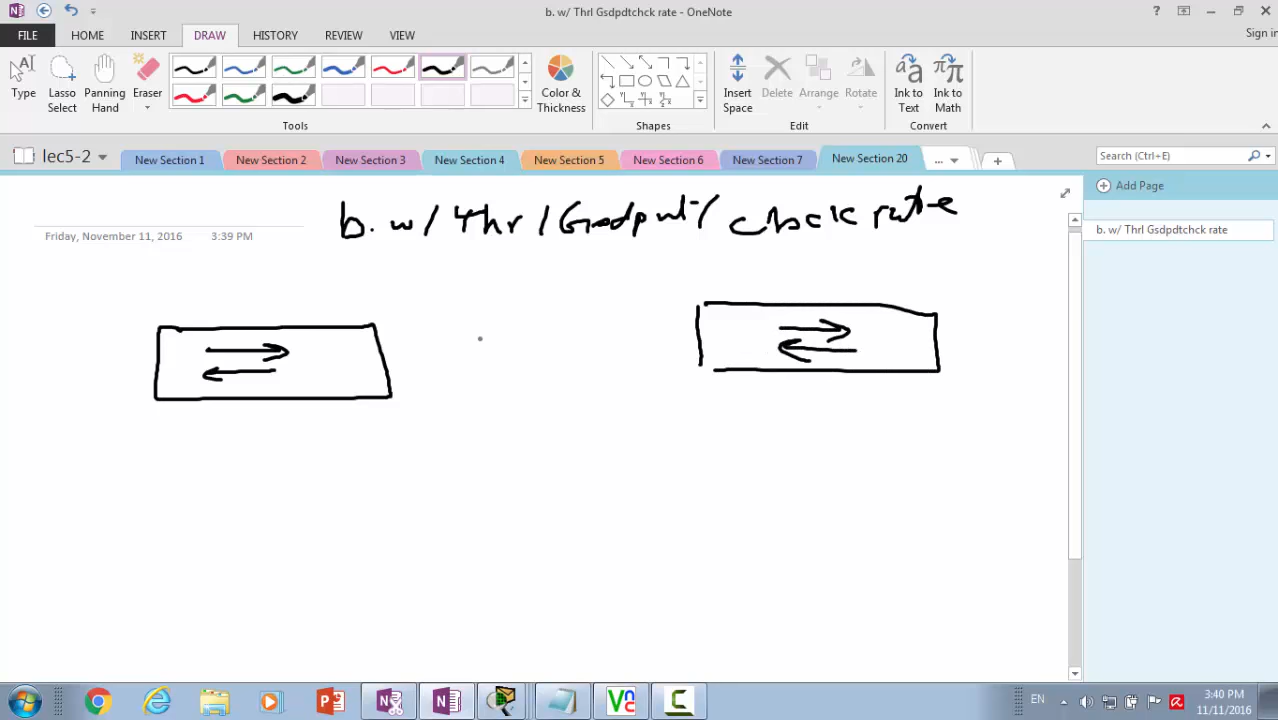 b. w/ Thrl Gsdpdtchck rate - OneNote
? 
Sign in
FILE HOME INSERT DRAW HISTORY REVIEW VIEW
Type Lasso Select Panning Hand Eraser Color & Thickness Insert Space Delete Arrange Rotate Ink to Text Ink to Math
Tools Shapes Edit Convert
lec5-2 New Section 1 New Section 2 New Section 3 New Section 4 New Section 5 New Section 6 New Section 7 New Section 20 ... Search (Ctrl+E)
Add Page
b. w/ Thr / Goodput / clock rate
Friday, November 11, 2016 3:39 PM
b. w/ Thrl Gsdpdtchck rate
EN 3:40 PM
11/11/2016